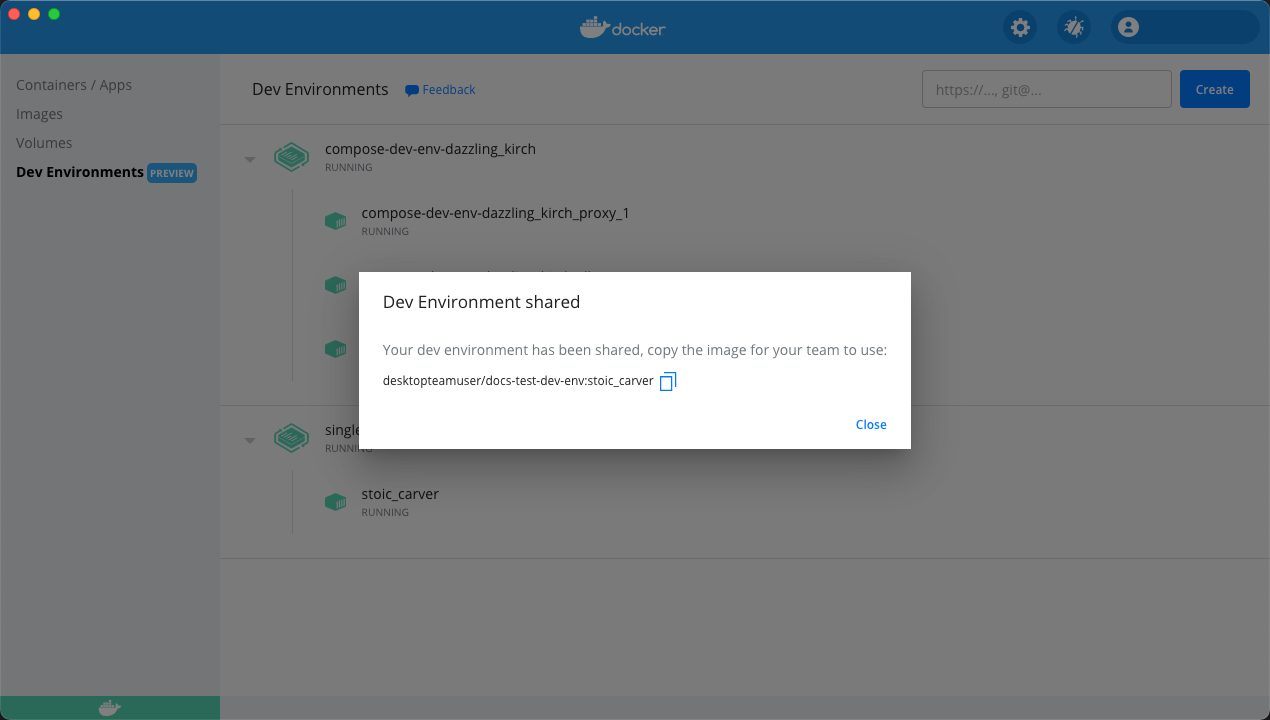 docker
Containers / Apps
Images
Volumes
Dev Environments PREVIEW
Dev Environments
Feedback
https://..., git@...
Create
compose-dev-env-dazzling_kirch
RUNNING
compose-dev-env-dazzling_kirch_proxy_1
RUNNING
Dev Environment shared
Your dev environment has been shared, copy the image for your team to use:
desktopteamuser/docs-test-dev-env:stoic_carver
Close
single
RUNNING
stoic_carver
RUNNING